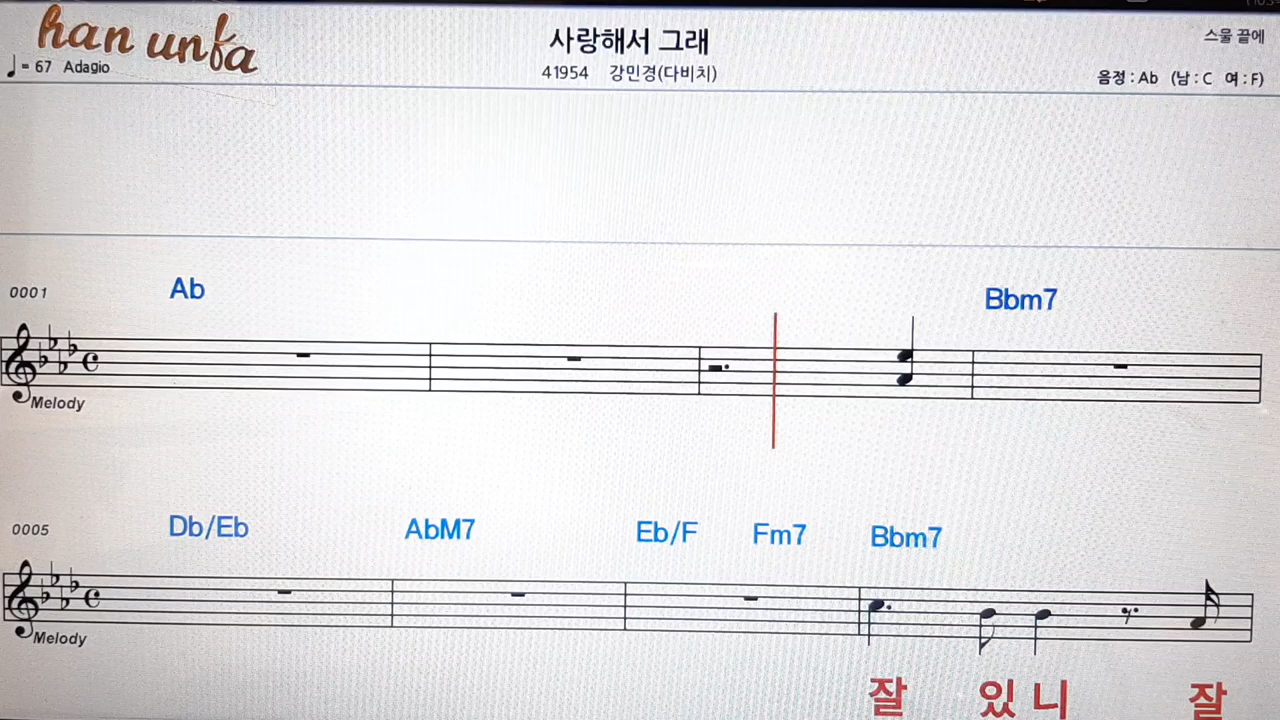 han unfa
사랑해서 그래
스물 끝에
♩= 67 Adagio
41954 강민경(다비치)
음정 : Ab (남 : C 여 : F)
0001 Ab Bbm7
Melody
0005 Db/Eb AbM7 Eb/F Fm7 Bbm7
Melody
잘 있 니 잘